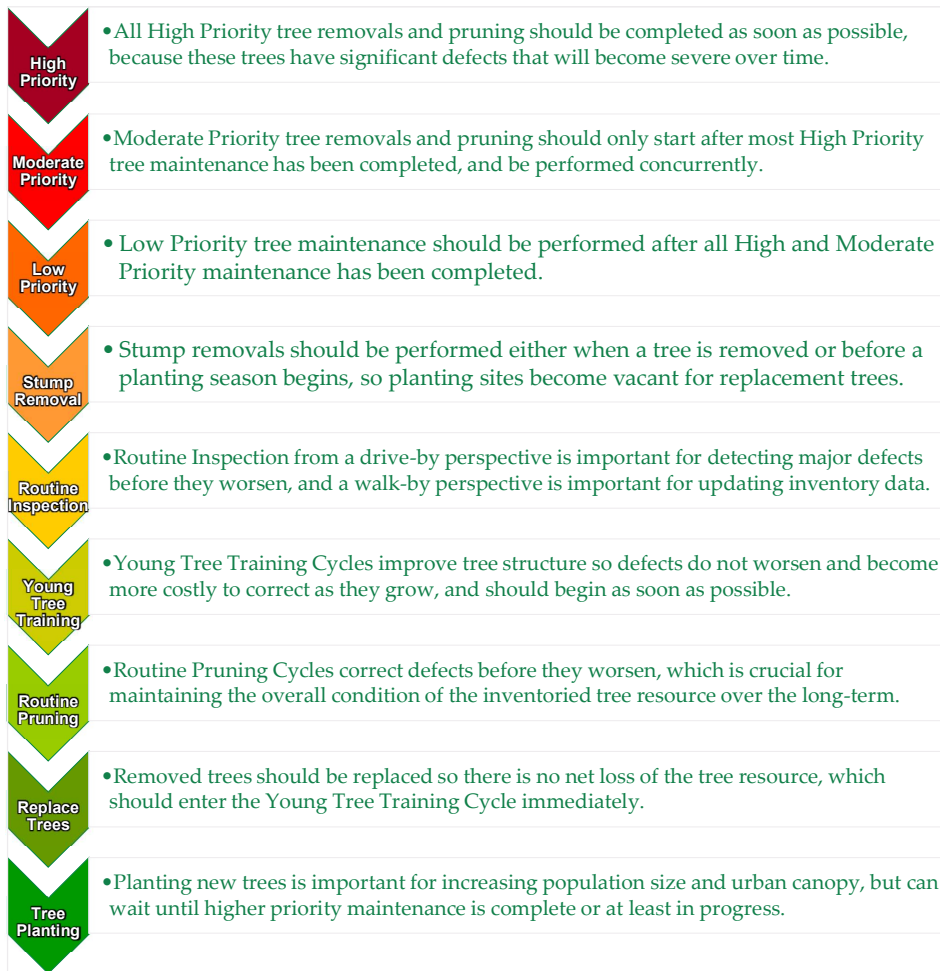 High
Priority
•All High Priority tree removals and pruning should be completed as soon as possible,
because these trees have significant defects that will become severe over time.
Moderate
Priority
•Moderate Priority tree removals and pruning should only start after most High Priority
tree maintenance has been completed, and be performed concurrently.
Low
Priority
• Low Priority tree maintenance should be performed after all High and Moderate
Priority maintenance has been completed.
Stump
Removal
• Stump removals should be performed either when a tree is removed or before a
planting season begins, so planting sites become vacant for replacement trees.
Routine
Inspection
•Routine Inspection from a drive-by perspective is important for detecting major defects
before they worsen, and a walk-by perspective is important for updating inventory data.
Young
Tree
Training
•Young Tree Training Cycles improve tree structure so defects do not worsen and become
more costly to correct as they grow, and should begin as soon as possible.
Routine
Pruning
•Routine Pruning Cycles correct defects before they worsen, which is crucial for
maintaining the overall condition of the inventoried tree resource over the long-term.
Replace
Trees
•Removed trees should be replaced so there is no net loss of the tree resource, which
should enter the Young Tree Training Cycle immediately.
Tree
Planting
•Planting new trees is important for increasing population size and urban canopy, but can
wait until higher priority maintenance is complete or at least in progress.